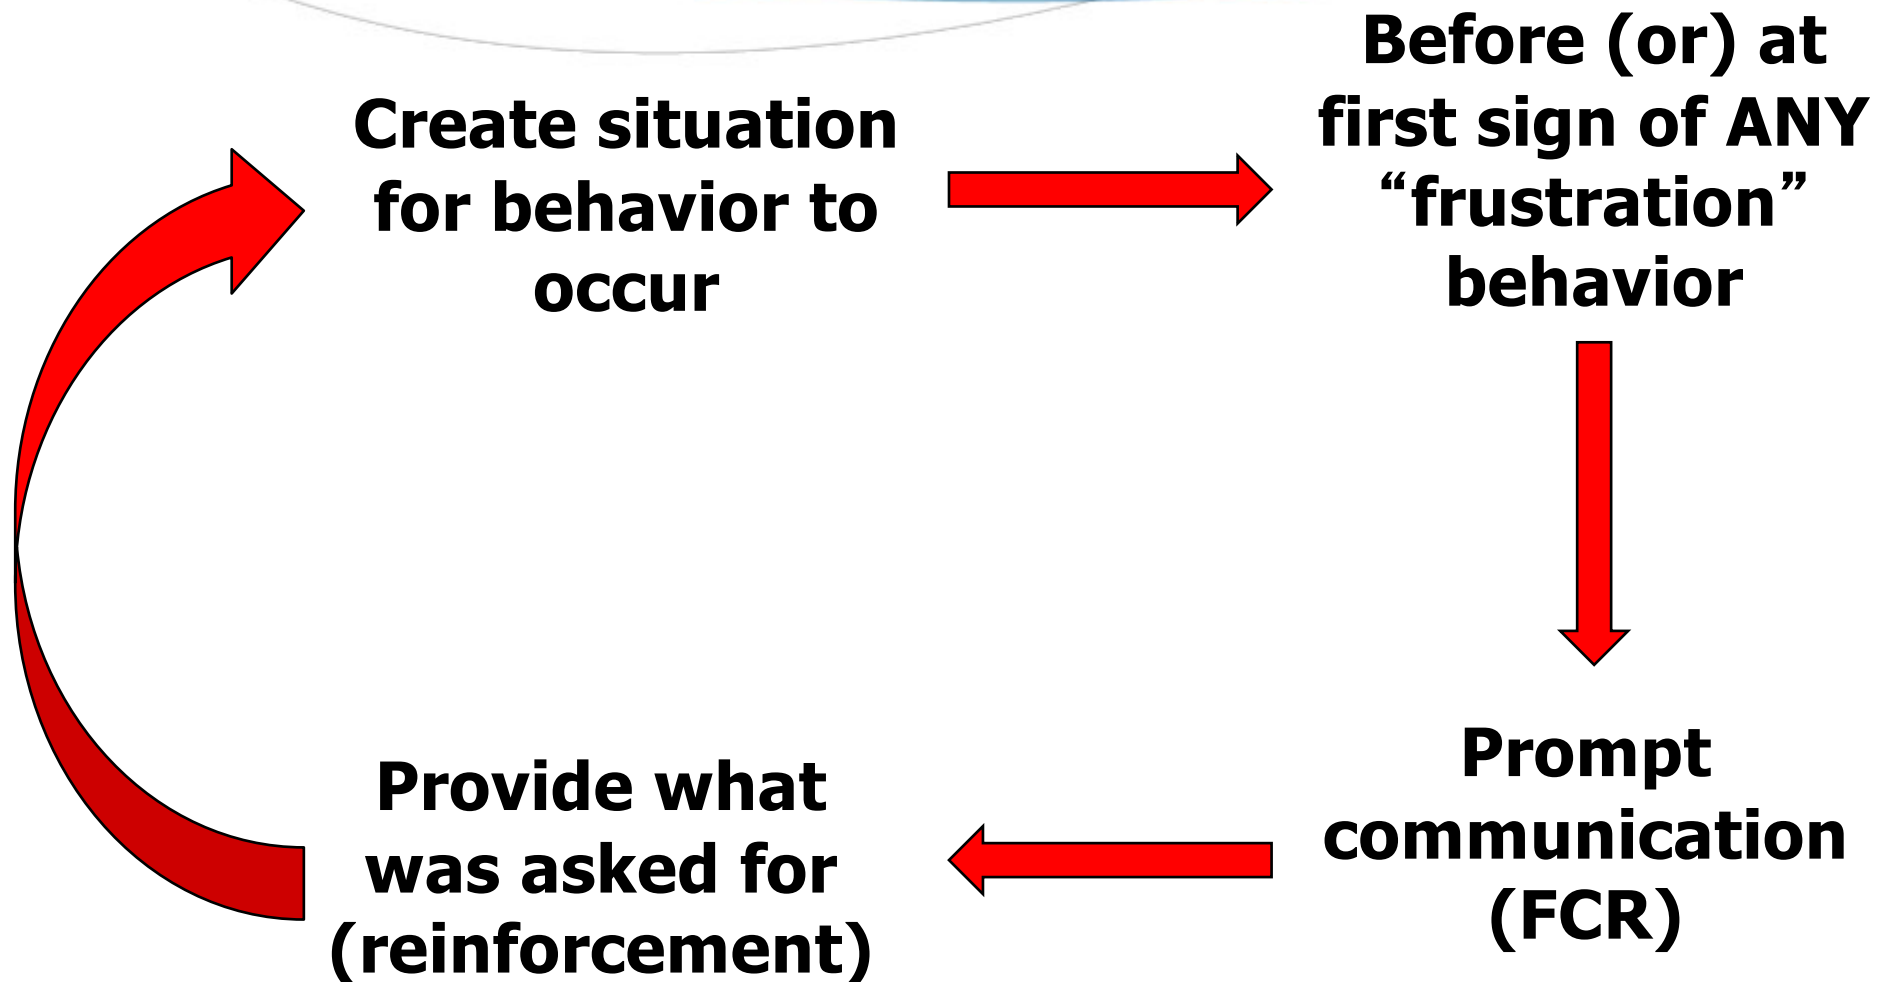 Create situation
for behavior to
occur
Before (or) at
first sign of ANY
“frustration”
behavior
Prompt
communication
(FCR)
Provide what
was asked for
(reinforcement)